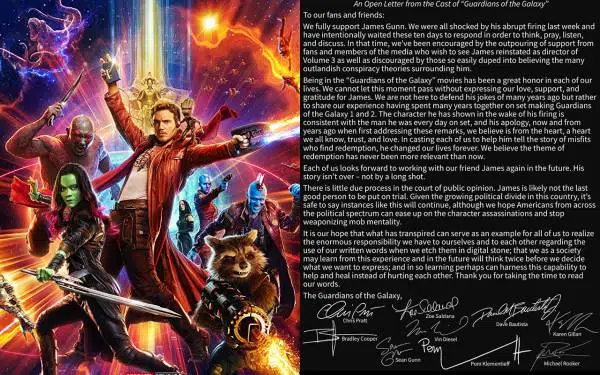 An Open Letter from the Cast of "Guardians of the Galaxy"
To our fans and friends:
We fully support James Gunn. We were all shocked by his abrupt firing last week and
have intentionally waited these ten days to respond in order to think, pray, listen,
and discuss. In that time, we've been encouraged by the outpouring of support from
fans and members of the media who wish to see James reinstated as director of
Volume 3 as well as discouraged by those so easily duped into believing the many
outlandish conspiracy theories surrounding him.
Being in the "Guardians of the Galaxy" movies has been a great honor in each of our
lives. We cannot let this moment pass without expressing our love, support, and
gratitude for James. We are not here to defend his jokes of many years ago but rather
to share our experience having spent many years together on set making Guardians
of the Galaxy 1 and 2. The character he has shown in the wake of his firing is
consistent with the man he was every day on set, and his apology, now and from
years ago when first addressing these remarks, we believe is from the heart, a heart
we all know, trust, and love. In casting each of us to help him tell the story of misfits
who find redemption, he changed our lives forever. We believe the theme of
redemption has never been more relevant than now.
Each of us looks forward to working with our friend James again in the future. His
story isn't over – not by a long shot.
There is little due process in the court of public opinion. James is likely not the last
good person to be put on trial. Given the growing political divide in this country, it's
safe to say instances like this will continue, although we hope Americans from across
the political spectrum can ease up on the character assassinations and stop
weaponizing mob mentality.
It is our hope that what has transpired can serve as an example for all of us to realize
the enormous responsibility we have to ourselves and to each other regarding the
use of our written words when we etch them in digital stone; that we as a society
may learn from this experience and in the future will think twice before we decide
what we want to express; and in so learning perhaps can harness this capability to
help and heal instead of hurting each other. Thank you for taking the time to read
our words.
The Guardians of the Galaxy,
Chris Pratt
Zoe Saldana
Dave Bautista
Karen Gillan
Bradley Cooper
Vin Diesel
Sean Gunn
Pom Klementieff
Michael Rooker